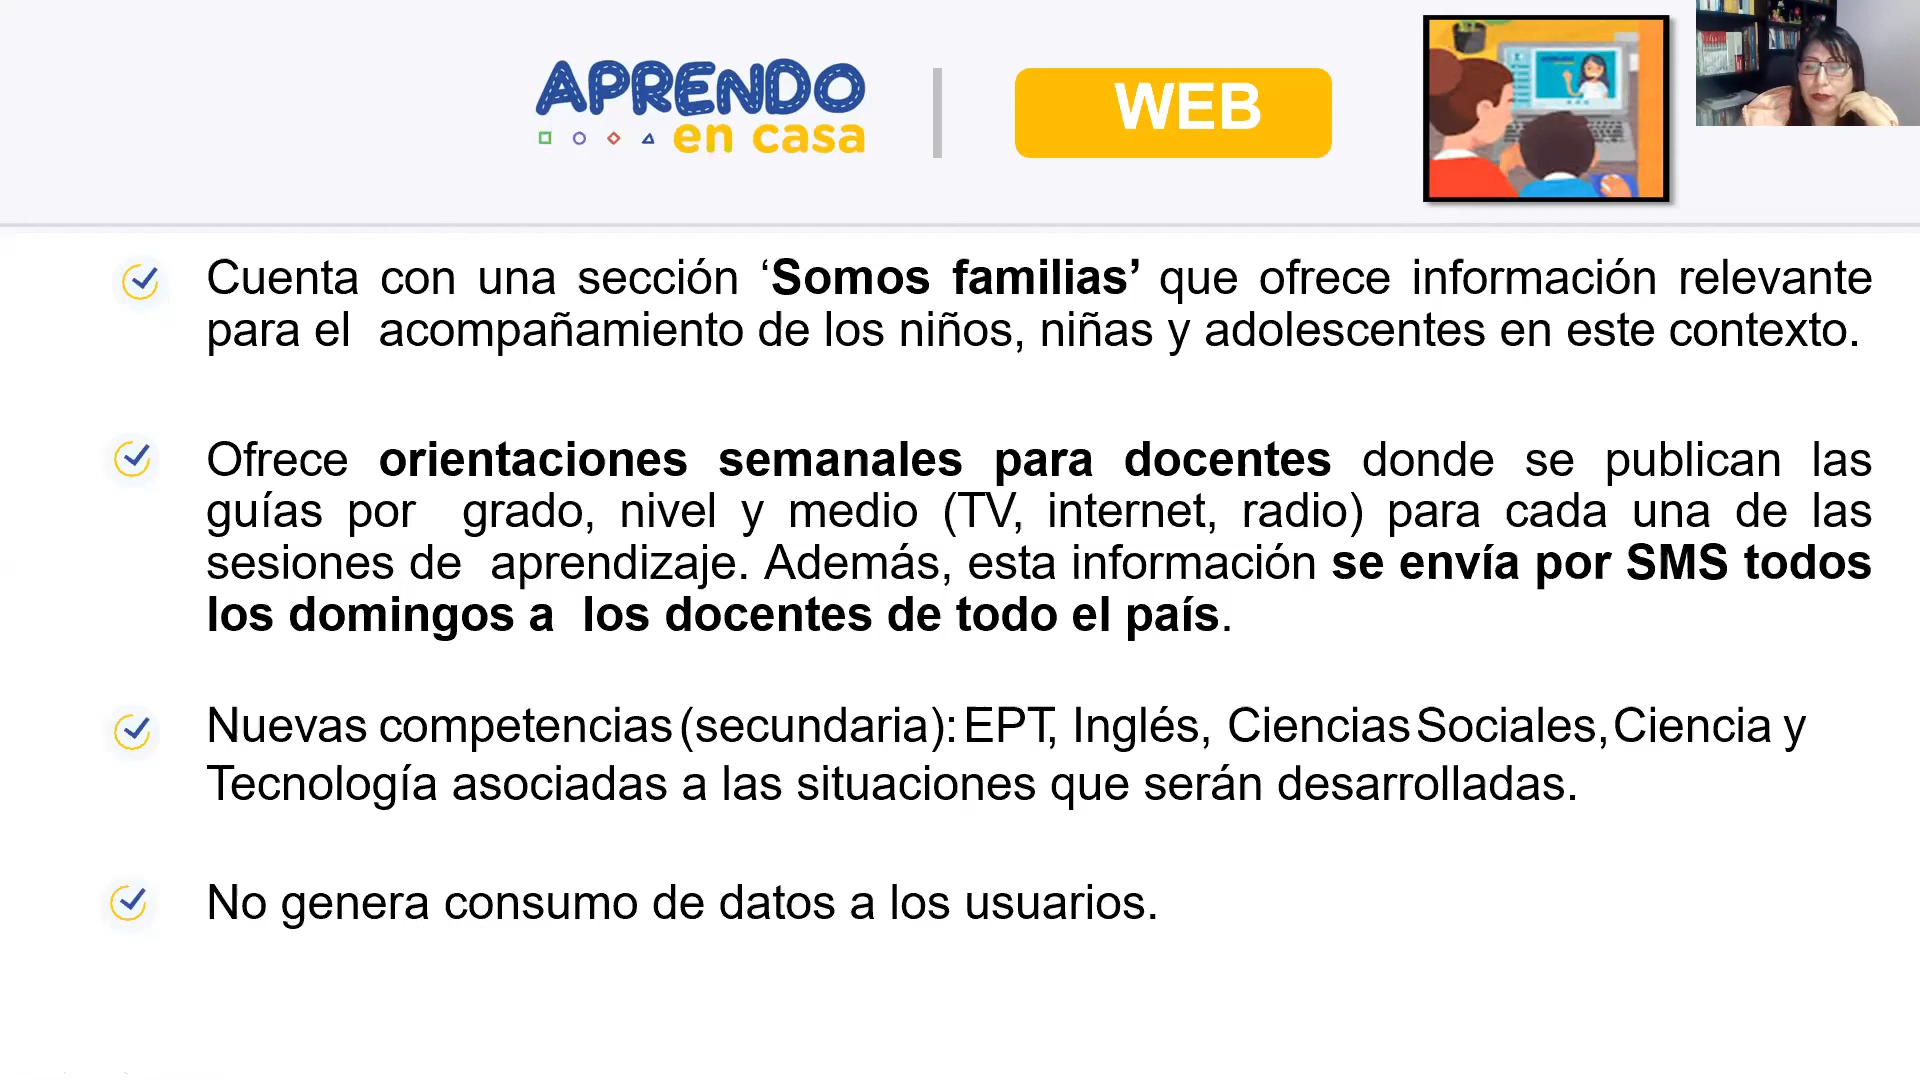 APRENDO
en casa
WEB
Cuenta con una sección ‘Somos familias’ que ofrece información relevante
para el acompañamiento de los niños, niñas y adolescentes en este contexto.
Ofrece orientaciones semanales para docentes donde se publican las
guías por grado, nivel y medio (TV, internet, radio) para cada una de las
sesiones de aprendizaje. Además, esta información se envía por SMS todos
los domingos a los docentes de todo el país.
Nuevas competencias (secundaria): EPT, Inglés, Ciencias Sociales, Ciencia y
Tecnología asociadas a las situaciones que serán desarrolladas.
No genera consumo de datos a los usuarios.